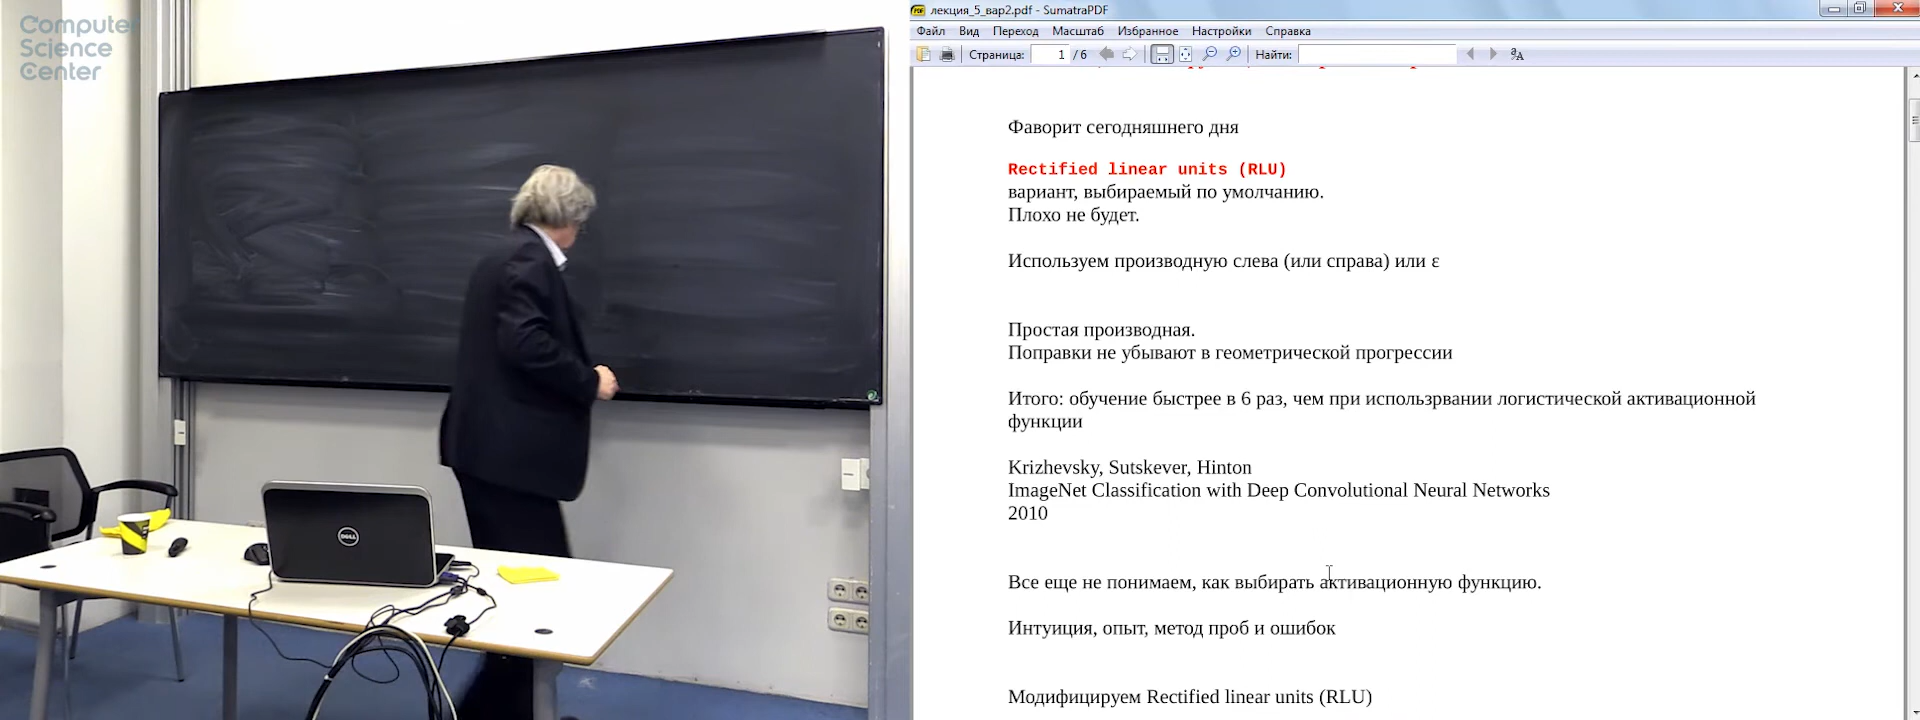 Computer
Science
Center
DELL
лекция_5_вар2.pdf - SumatraPDF
Файл Вид Переход Масштаб Избранное Настройки Справка
Страница: 1 / 6 Найти:
Фаворит сегодняшнего дня
Rectified linear units (RLU)
вариант, выбираемый по умолчанию.
Плохо не будет.
Используем производную слева (или справа) или ε
Простая производная.
Поправки не убывают в геометрической прогрессии
Итого: обучение быстрее в 6 раз, чем при использрвании логистической активационной
функции
Krizhevsky, Sutskever, Hinton
ImageNet Classification with Deep Convolutional Neural Networks
2010
Все еще не понимаем, как выбирать активационную функцию.
Интуиция, опыт, метод проб и ошибок
Модифицируем Rectified linear units (RLU)